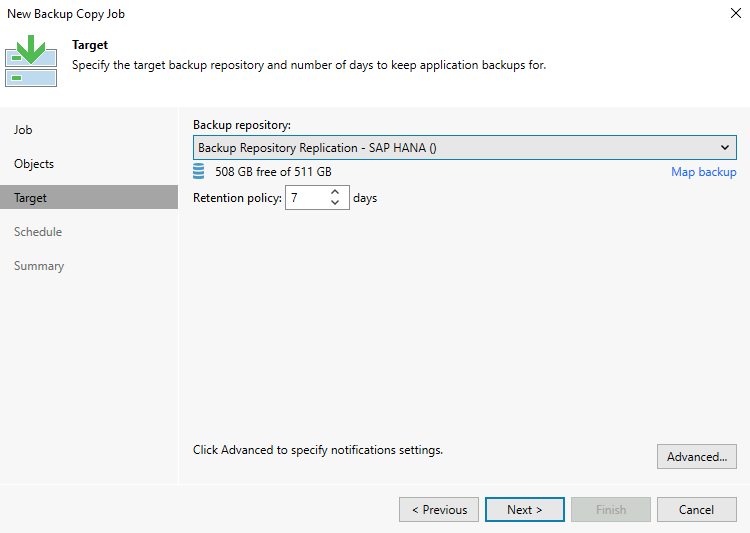 New Backup Copy Job
Target
Specify the target backup repository and number of days to keep application backups for.
Job
Objects
Target
Schedule
Summary
Backup repository:
Backup Repository Replication - SAP HANA ()
508 GB free of 511 GB
Map backup
Retention policy: 7 days
Click Advanced to specify notifications settings.
Advanced...
< Previous
Next >
Finish
Cancel